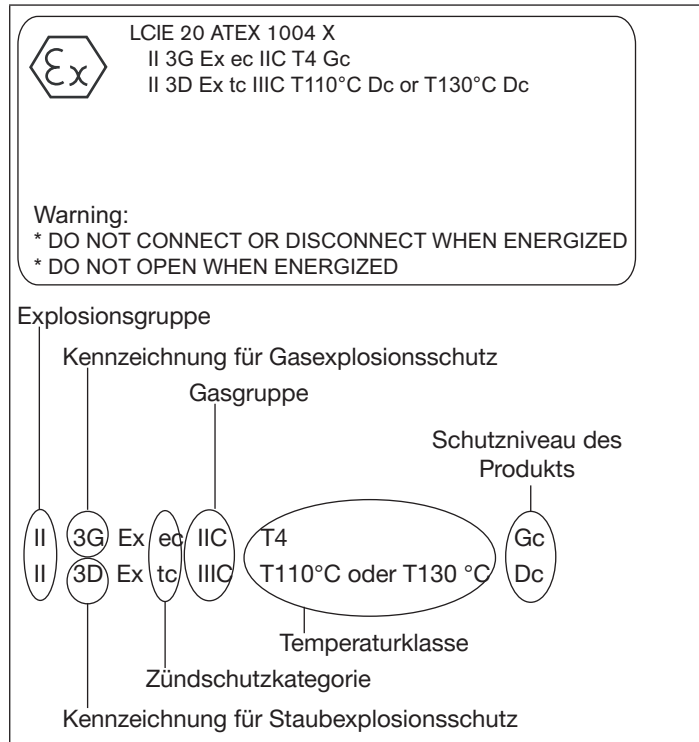 LCIE 20 ATEX 1004 X
II 3G Ex ec IIC T4 Gc
II 3D Ex tc IIIC T110°C Dc or T130°C Dc
Ex
Warning:
* DO NOT CONNECT OR DISCONNECT WHEN ENERGIZED
* DO NOT OPEN WHEN ENERGIZED
Explosionsgruppe
Kennzeichnung für Gasexplosionsschutz
Gasgruppe
Schutzniveau des
Produkts
II 3G Ex ec IIC T4 Gc
II 3D Ex tc IIIC T110°C oder T130 °C Dc
Temperaturklasse
Zündschutzkategorie
Kennzeichnung für Staubexplosionsschutz